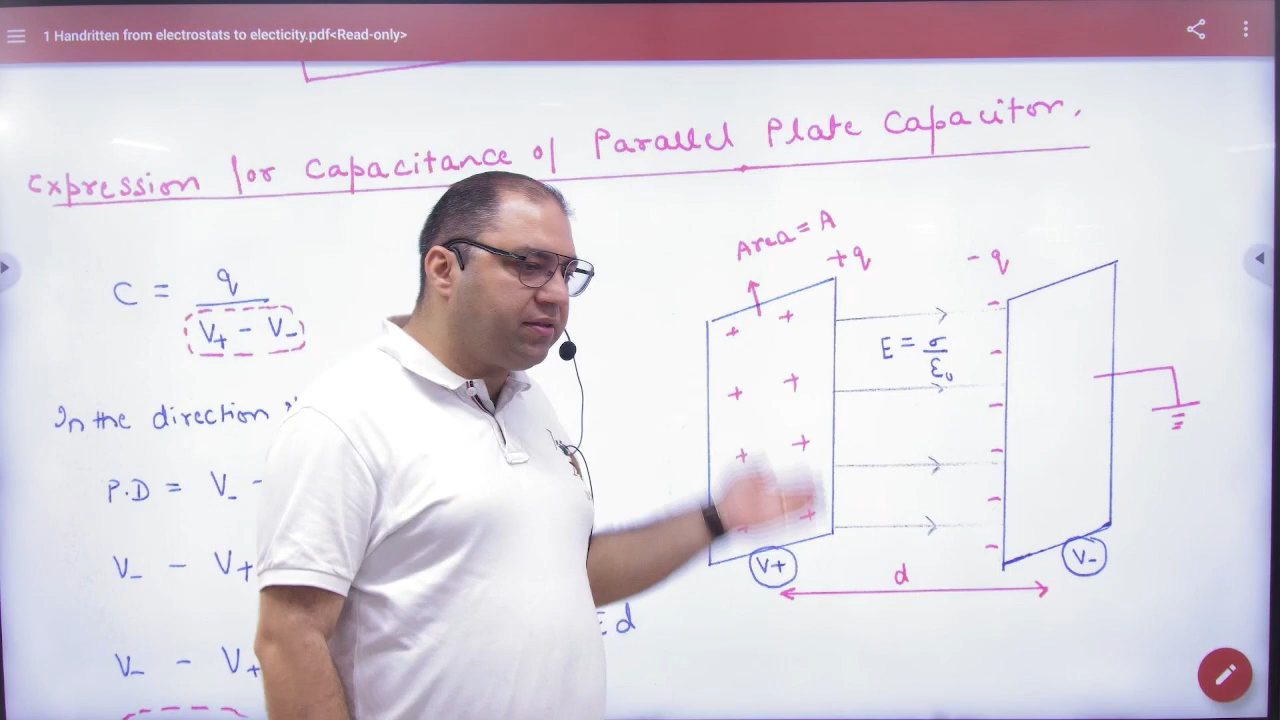 1 Handritten from electrostats to electicity.pdf<Read-only>
Expression for Capacitance of Parallel Plate Capacitor.
Area = A
+q
- q
C = q / (V+ - V-)
E = σ/ε₀
In the direction
P.D = V- -
V- - V+
Ed
V- - V+
V+
d
V-